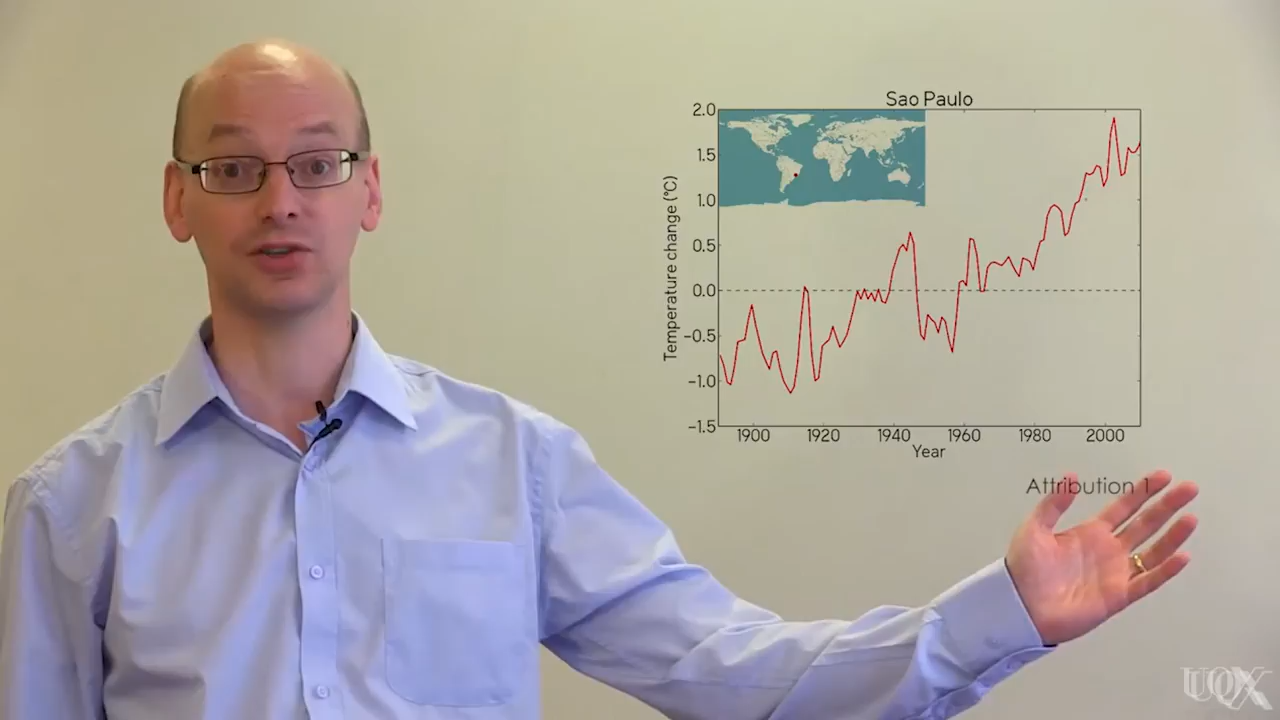 Sao Paulo
2.0
1.5
1.0
0.5
0.0
−0.5
−1.0
−1.5
Temperature change (°C)
1900 1920 1940 1960 1980 2000
Year
Attribution 1
UQX